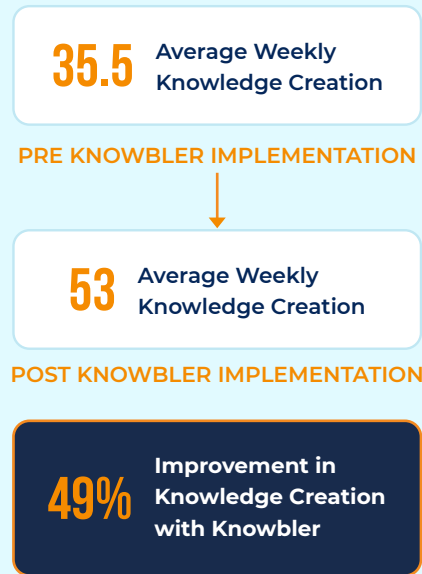 35.5
Average Weekly
Knowledge Creation
PRE KNOWBLER IMPLEMENTATION
53
Average Weekly
Knowledge Creation
POST KNOWBLER IMPLEMENTATION
49%
Improvement in
Knowledge Creation
with Knowbler